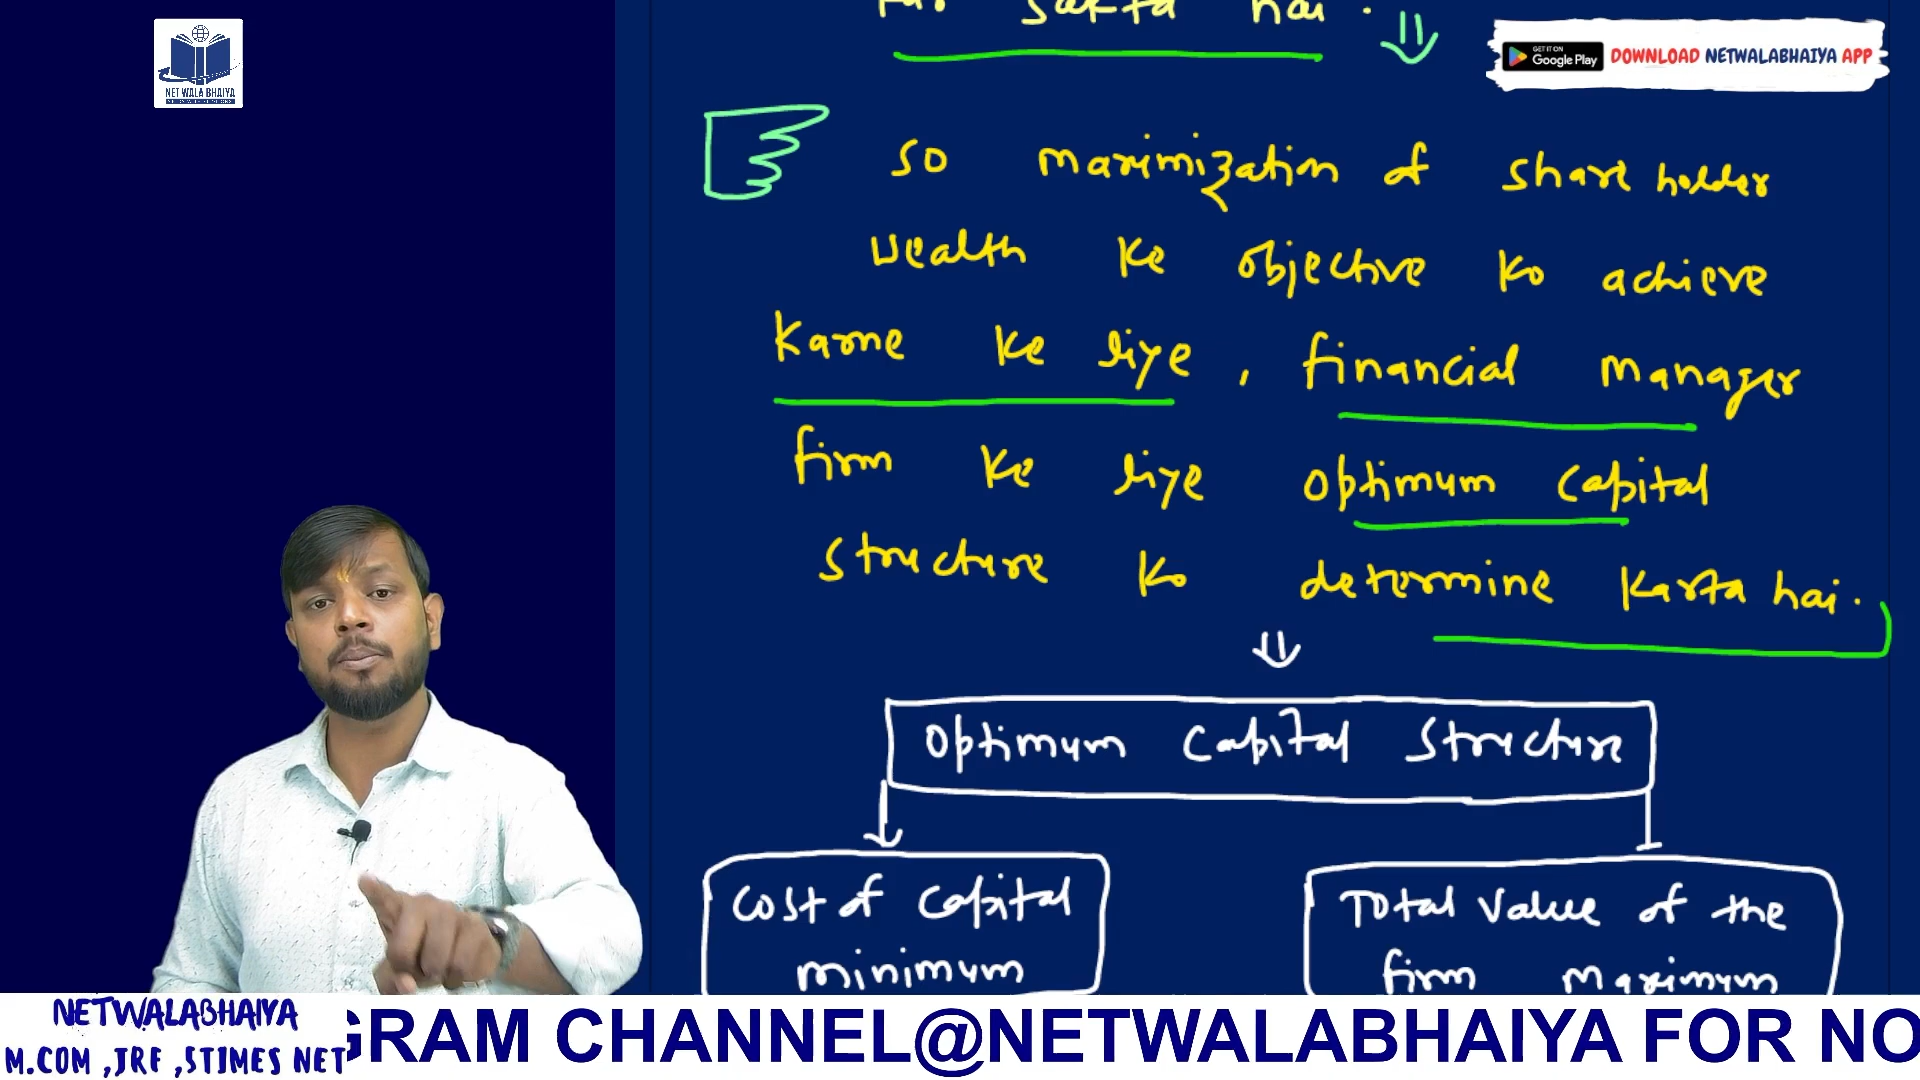 sakta hai.
GET IT ON
Google Play
DOWNLOAD NETWALABHAIYA APP
NET WALA BHAIYA
So maximization of share holder
wealth ke objective ko achieve
Karne ke liye, financial manager
firm ke liye optimum capital
structure ko determine karta hai.
Optimum Capital Structure
Cost of Capital
minimum
Total value of the
firm maximum
NETWALABHAIYA
M.COM ,JRF ,5TIMES NET
GRAM CHANNEL@NETWALABHAIYA FOR NO